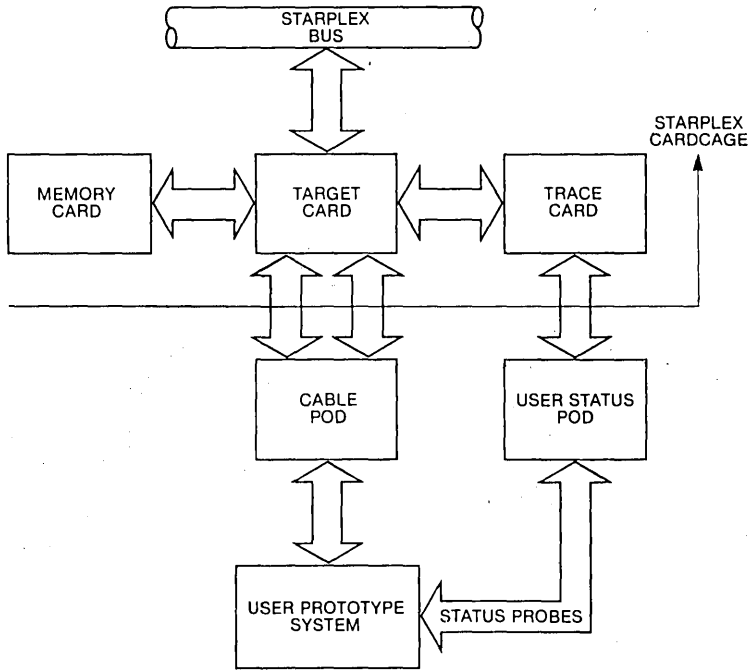 STARPLEX
BUS
STARPLEX
CARDCAGE
MEMORY
CARD
TARGET
CARD
TRACE
CARD
CABLE
POD
USER STATUS
POD
USER PROTOTYPE
SYSTEM
STATUS PROBES